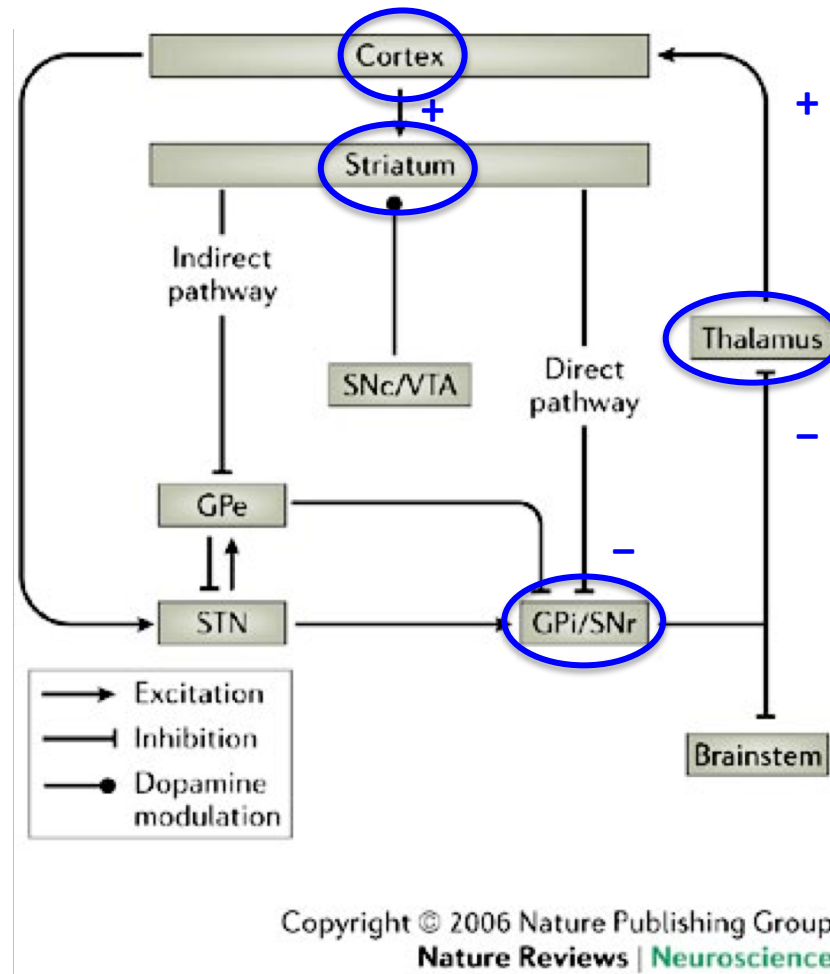 Cortex
+
+
Striatum
Indirect
pathway
Thalamus
SNc/VTA
Direct
pathway
−
GPe
−
STN
GPi/SNr
Excitation
Inhibition
Dopamine
modulation
Brainstem
Copyright © 2006 Nature Publishing Group
Nature Reviews | Neuroscience